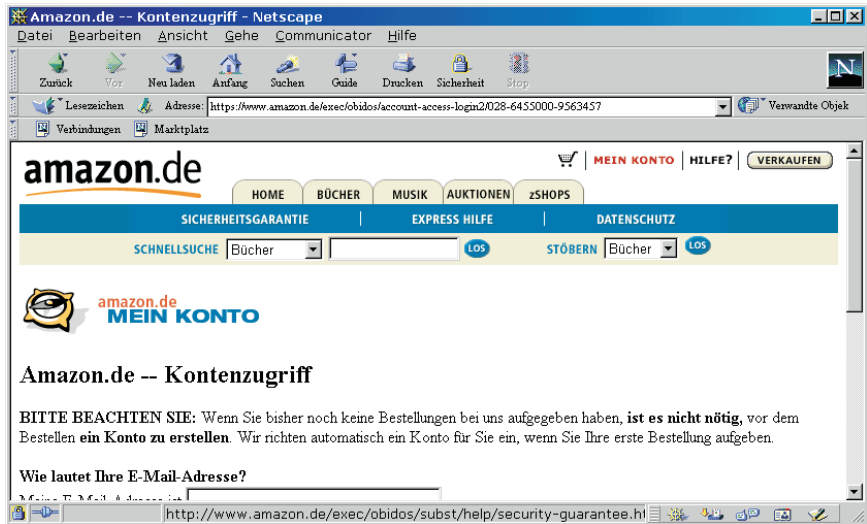 Amazon.de -- Kontenzugriff - Netscape
Datei Bearbeiten Ansicht Gehe Communicator Hilfe
Zurück Vor Neu laden Anfang Suchen Guide Drucken Sicherheit Stop
N
Lesezeichen Adresse: https://www.amazon.de/exec/obidos/account-access-login2/028-6455000-9563457 Verwandte Objek
Verbindungen Marktplatz
amazon.de MEIN KONTO HILFE? VERKAUFEN
HOME BÜCHER MUSIK AUKTIONEN zSHOPS
SICHERHEITSGARANTIE EXPRESS HILFE DATENSCHUTZ
SCHNELLSUCHE Bücher LOS STÖBERN Bücher LOS
amazon.de
MEIN KONTO
Amazon.de -- Kontenzugriff
BITTE BEACHTEN SIE: Wenn Sie bisher noch keine Bestellungen bei uns aufgegeben haben, ist es nicht nötig, vor dem
Bestellen ein Konto zu erstellen. Wir richten automatisch ein Konto für Sie ein, wenn Sie Ihre erste Bestellung aufgeben.
Wie lautet Ihre E-Mail-Adresse?
Meine E-Mail-Adresse ist
http://www.amazon.de/exec/obidos/subst/help/security-guarantee.ht